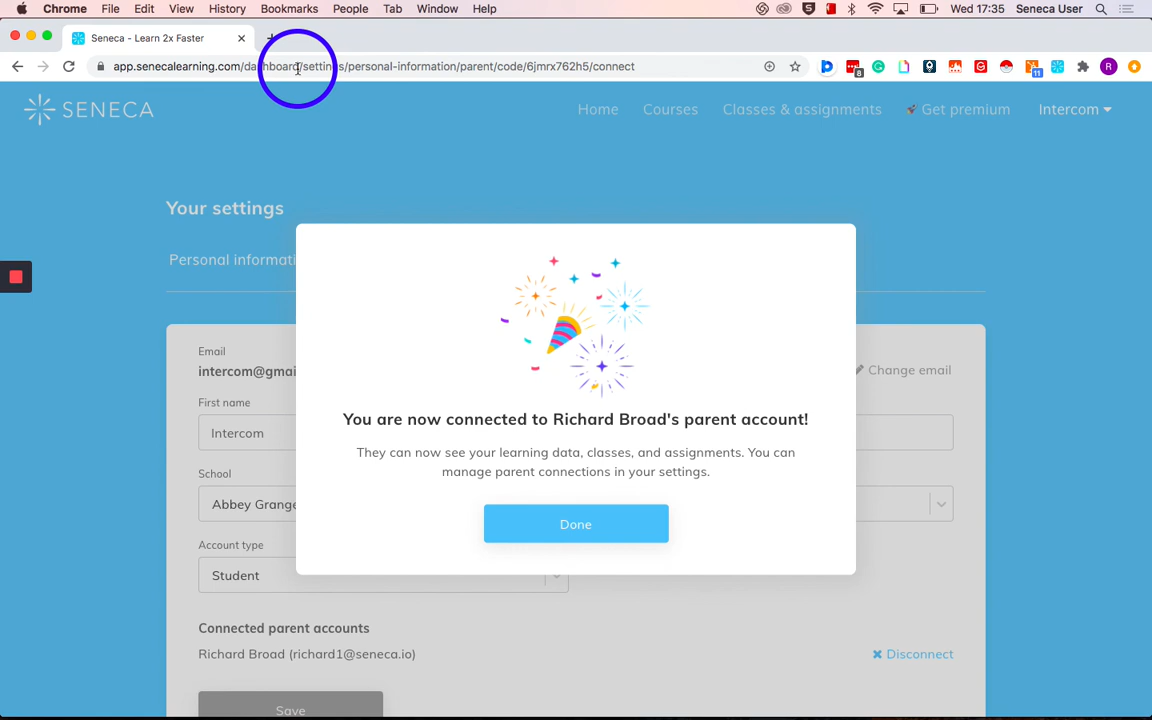 Chrome File Edit View History Bookmarks People Tab Window Help Wed 17:35 Seneca User
Seneca - Learn 2x Faster
app.senecalearning.com/dashboard/settings/personal-information/parent/code/6jmrx762h5/connect
8
11
R
SENECA Home Courses Classes & assignments Get premium Intercom
Your settings
Personal informati
You are now connected to Richard Broad's parent account!
They can now see your learning data, classes, and assignments. You can
manage parent connections in your settings.
Done
Email
intercom@gmai
Change email
First name
Intercom
School
Abbey Grange
Account type
Student
Connected parent accounts
Richard Broad (richard1@seneca.io) Disconnect
Save